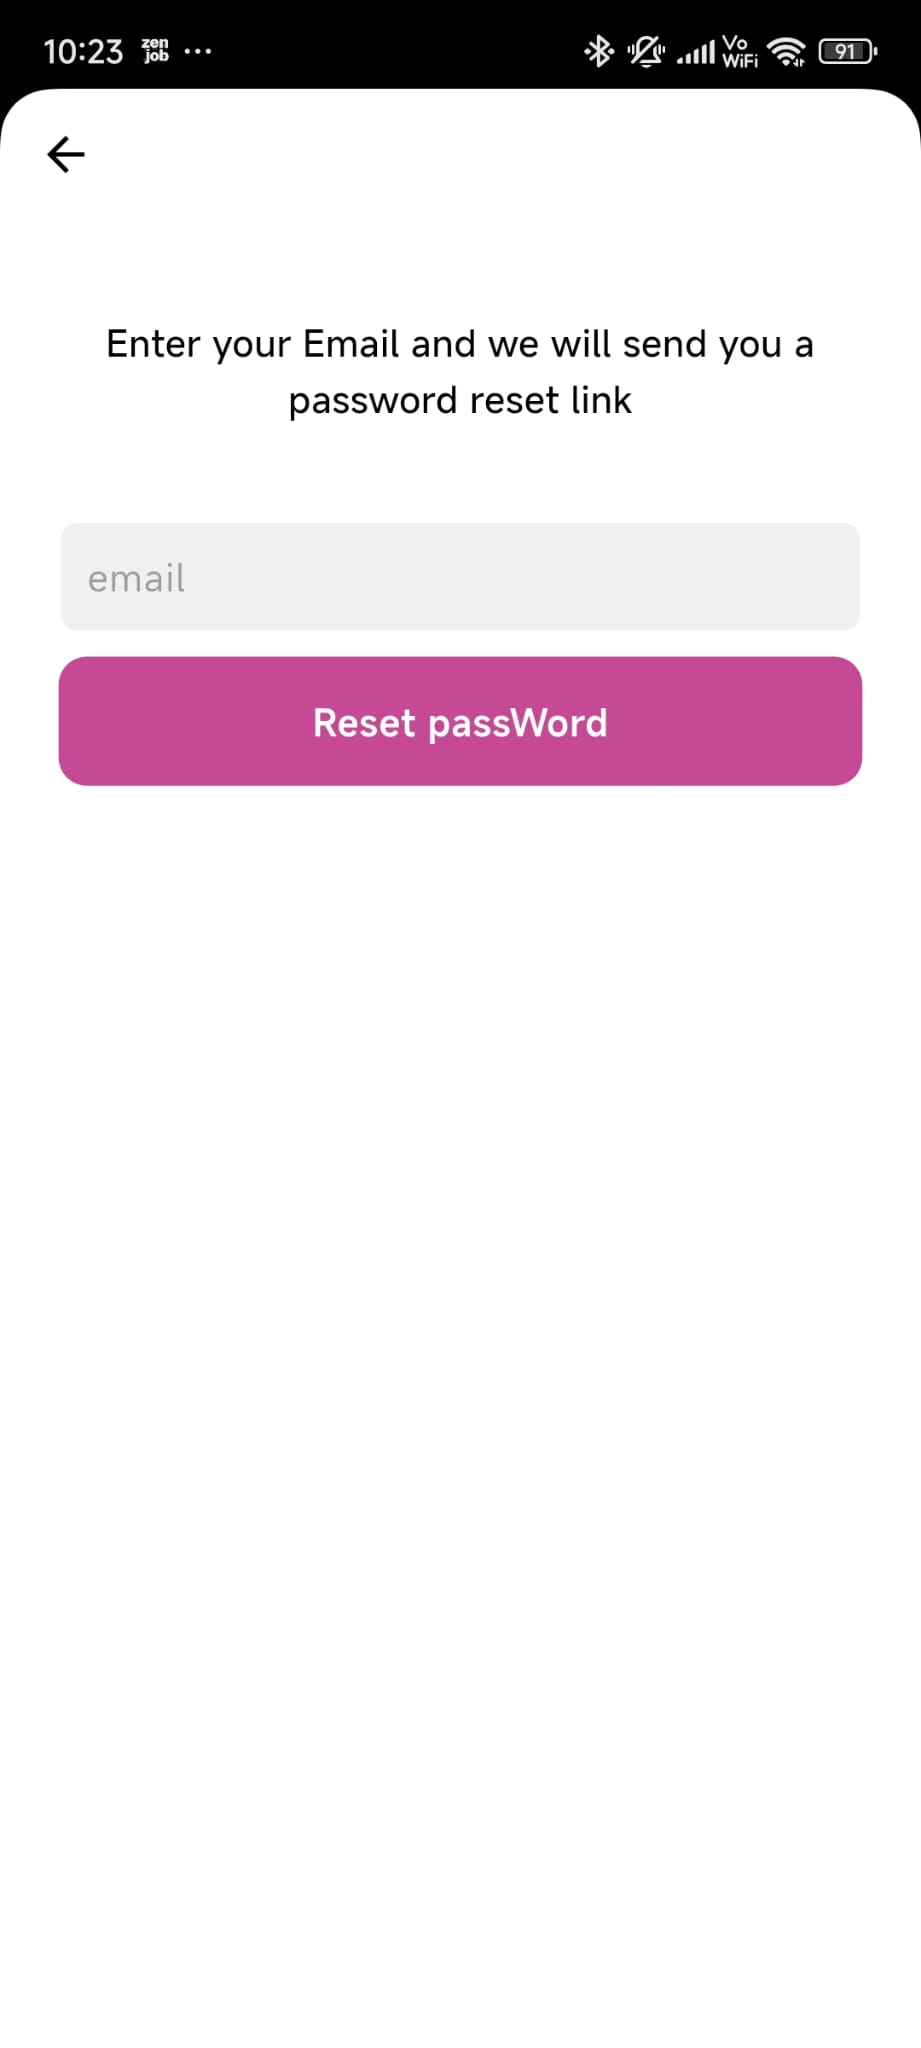 10:23 zen job ... Vo WiFi 91
Enter your Email and we will send you a
password reset link
email
Reset passWord